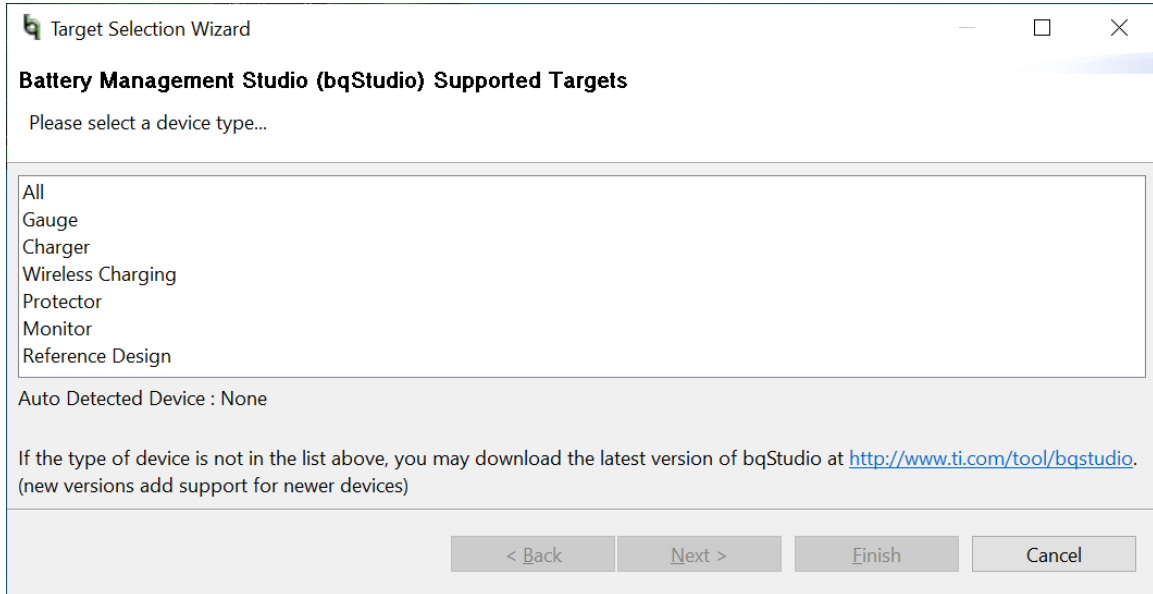 Target Selection Wizard
Battery Management Studio (bqStudio) Supported Targets
Please select a device type...
All
Gauge
Charger
Wireless Charging
Protector
Monitor
Reference Design
Auto Detected Device : None
If the type of device is not in the list above, you may download the latest version of bqStudio at http://www.ti.com/tool/bqstudio.
(new versions add support for newer devices)
< Back Next > Finish Cancel